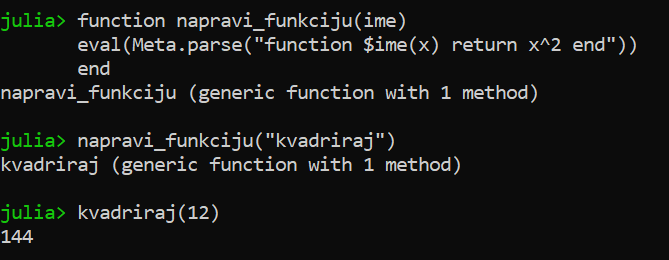 julia> function napravi_funkciju(ime)
       eval(Meta.parse("function $ime(x) return x^2 end"))
       end
napravi_funkciju (generic function with 1 method)
julia> napravi_funkciju("kvadriraj")
kvadriraj (generic function with 1 method)
julia> kvadriraj(12)
144